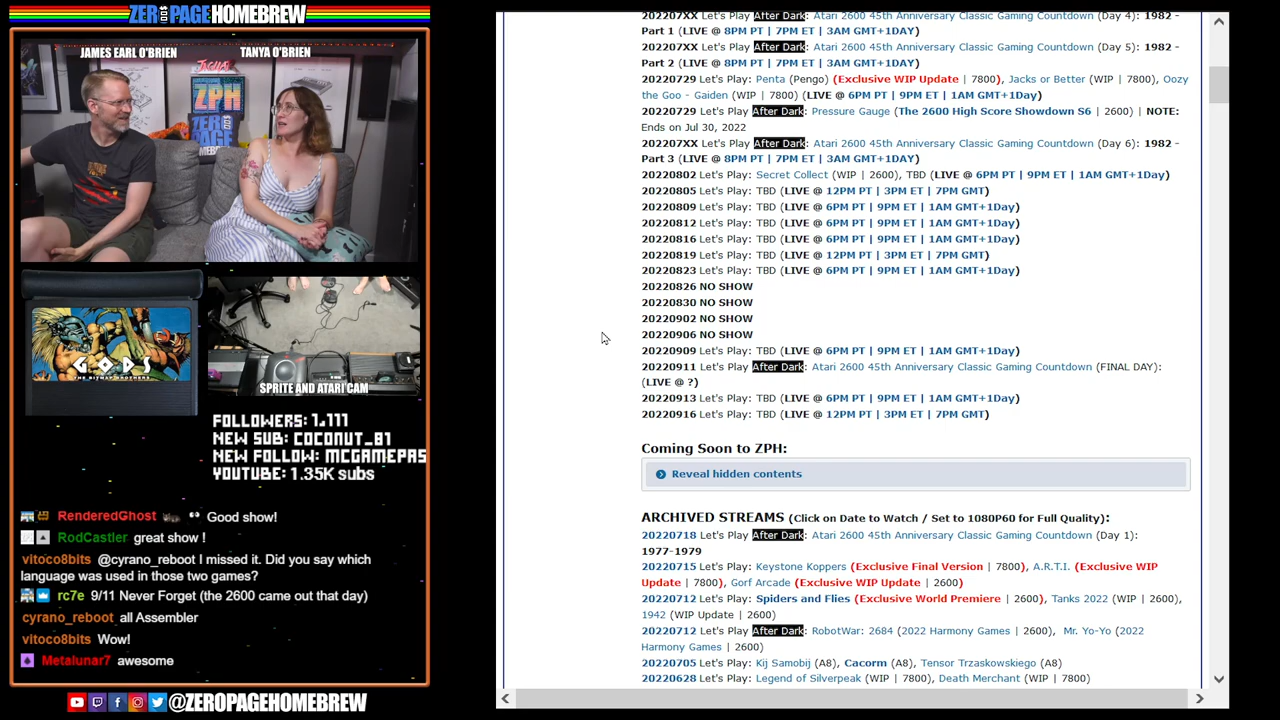 ZERO PAGE HOMEBREW
JAMES EARL O'BRIEN
TANYA O'BRIEN
ZPH
GODS
THE BITMAP BROTHERS
SPRITE AND ATARI CAM
FOLLOWERS: 1.111
NEW SUB: COCONUT_81
NEW FOLLOW: MCGAMEPAS
YOUTUBE: 1.35K subs
RenderedGhost Good show!
RodCastler great show !
vitoco8bits @cyrano_reboot I missed it. Did you say which
language was used in those two games?
rc7e 9/11 Never Forget (the 2600 came out that day)
cyrano_reboot all Assembler
vitoco8bits Wow!
Metalunar7 awesome
@ZEROPAGEHOMEBREW
202207XX Let's Play After Dark: Atari 2600 45th Anniversary Classic Gaming Countdown (Day 4): 1982 -
Part 1 (LIVE @ 8PM PT | 7PM ET | 3AM GMT+1DAY)
202207XX Let's Play After Dark: Atari 2600 45th Anniversary Classic Gaming Countdown (Day 5): 1982 -
Part 2 (LIVE @ 8PM PT | 7PM ET | 3AM GMT+1DAY)
20220729 Let's Play: Penta (Pengo) (Exclusive WIP Update | 7800), Jacks or Better (WIP | 7800), Oozy
the Goo - Gaiden (WIP | 7800) (LIVE @ 6PM PT | 9PM ET | 1AM GMT+1Day)
20220729 Let's Play After Dark: Pressure Gauge (The 2600 High Score Showdown S6 | 2600) | NOTE:
Ends on Jul 30, 2022
202207XX Let's Play After Dark: Atari 2600 45th Anniversary Classic Gaming Countdown (Day 6): 1982 -
Part 3 (LIVE @ 8PM PT | 7PM ET | 3AM GMT+1DAY)
20220802 Let's Play: Secret Collect (WIP | 2600), TBD (LIVE @ 6PM PT | 9PM ET | 1AM GMT+1Day)
20220805 Let's Play: TBD (LIVE @ 12PM PT | 3PM ET | 7PM GMT)
20220809 Let's Play: TBD (LIVE @ 6PM PT | 9PM ET | 1AM GMT+1Day)
20220812 Let's Play: TBD (LIVE @ 6PM PT | 9PM ET | 1AM GMT+1Day)
20220816 Let's Play: TBD (LIVE @ 6PM PT | 9PM ET | 1AM GMT+1Day)
20220819 Let's Play: TBD (LIVE @ 12PM PT | 3PM ET | 7PM GMT)
20220823 Let's Play: TBD (LIVE @ 6PM PT | 9PM ET | 1AM GMT+1Day)
20220826 NO SHOW
20220830 NO SHOW
20220902 NO SHOW
20220906 NO SHOW
20220909 Let's Play: TBD (LIVE @ 6PM PT | 9PM ET | 1AM GMT+1Day)
20220911 Let's Play After Dark: Atari 2600 45th Anniversary Classic Gaming Countdown (FINAL DAY):
(LIVE @ ?)
20220913 Let's Play: TBD (LIVE @ 6PM PT | 9PM ET | 1AM GMT+1Day)
20220916 Let's Play: TBD (LIVE @ 12PM PT | 3PM ET | 7PM GMT)
Coming Soon to ZPH:
Reveal hidden contents
ARCHIVED STREAMS (Click on Date to Watch / Set to 1080P60 for Full Quality):
20220718 Let's Play After Dark: Atari 2600 45th Anniversary Classic Gaming Countdown (Day 1):
1977-1979
20220715 Let's Play: Keystone Koppers (Exclusive Final Version | 7800), A.R.T.I. (Exclusive WIP
Update | 7800), Gorf Arcade (Exclusive WIP Update | 2600)
20220712 Let's Play: Spiders and Flies (Exclusive World Premiere | 2600), Tanks 2022 (WIP | 2600),
1942 (WIP Update | 2600)
20220712 Let's Play After Dark: RobotWar: 2684 (2022 Harmony Games | 2600), Mr. Yo-Yo (2022
Harmony Games | 2600)
20220705 Let's Play: Kij Samobij (A8), Cacorm (A8), Tensor Trzaskowskiego (A8)
20220628 Let's Play: Legend of Silverpeak (WIP | 7800), Death Merchant (WIP | 7800)